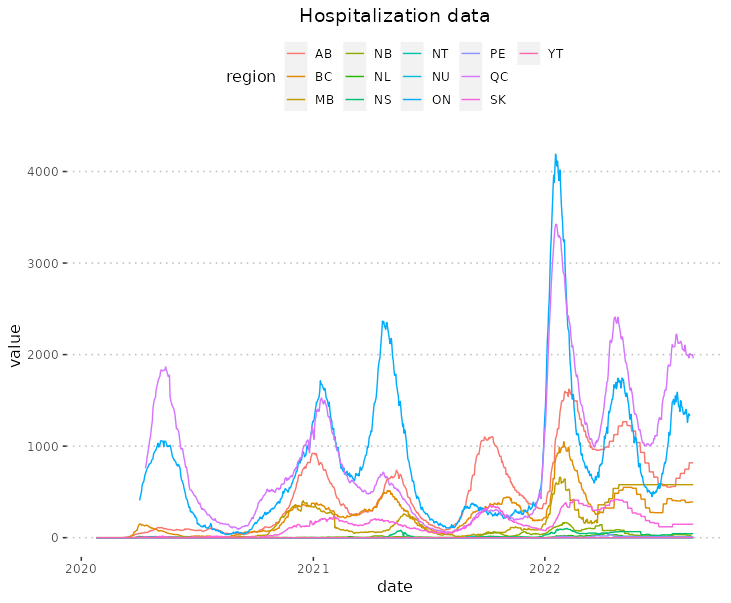 Hospitalization data
region
AB NB NT PE YT
BC NL NU QC
MB NS ON SK
value
4000
3000
2000
1000
0
2020 2021 2022
date